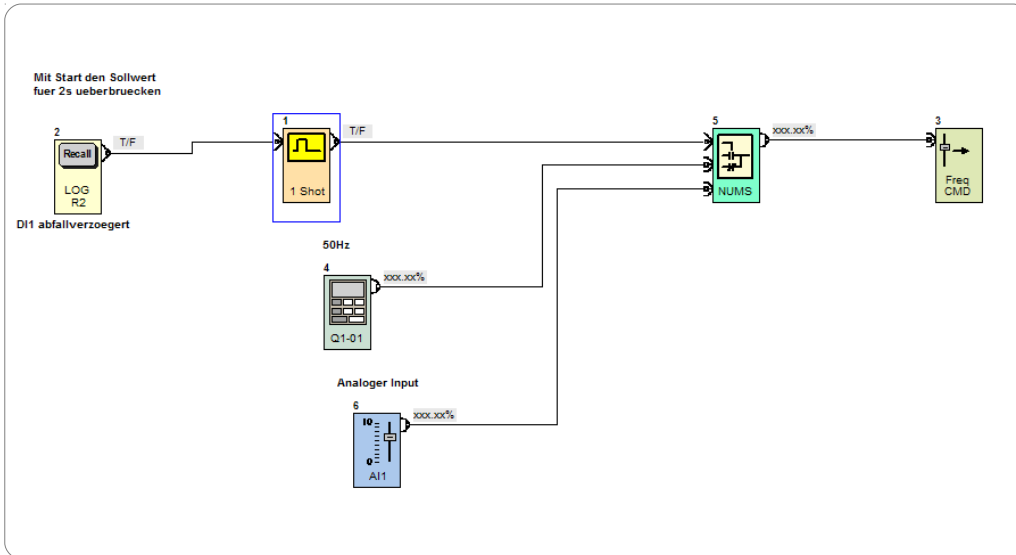 Mit Start den Sollwert
fuer 2s ueberbruecken
2
T/F
Recall
LOG
R2
DI1 abfallverzoegert
1
T/F
1 Shot
50Hz
4
xxx.xx%
Q1-01
Analoger Input
6
xxx.xx%
10
0
AI1
5
xxx.xx%
NUMS
3
Freq
CMD